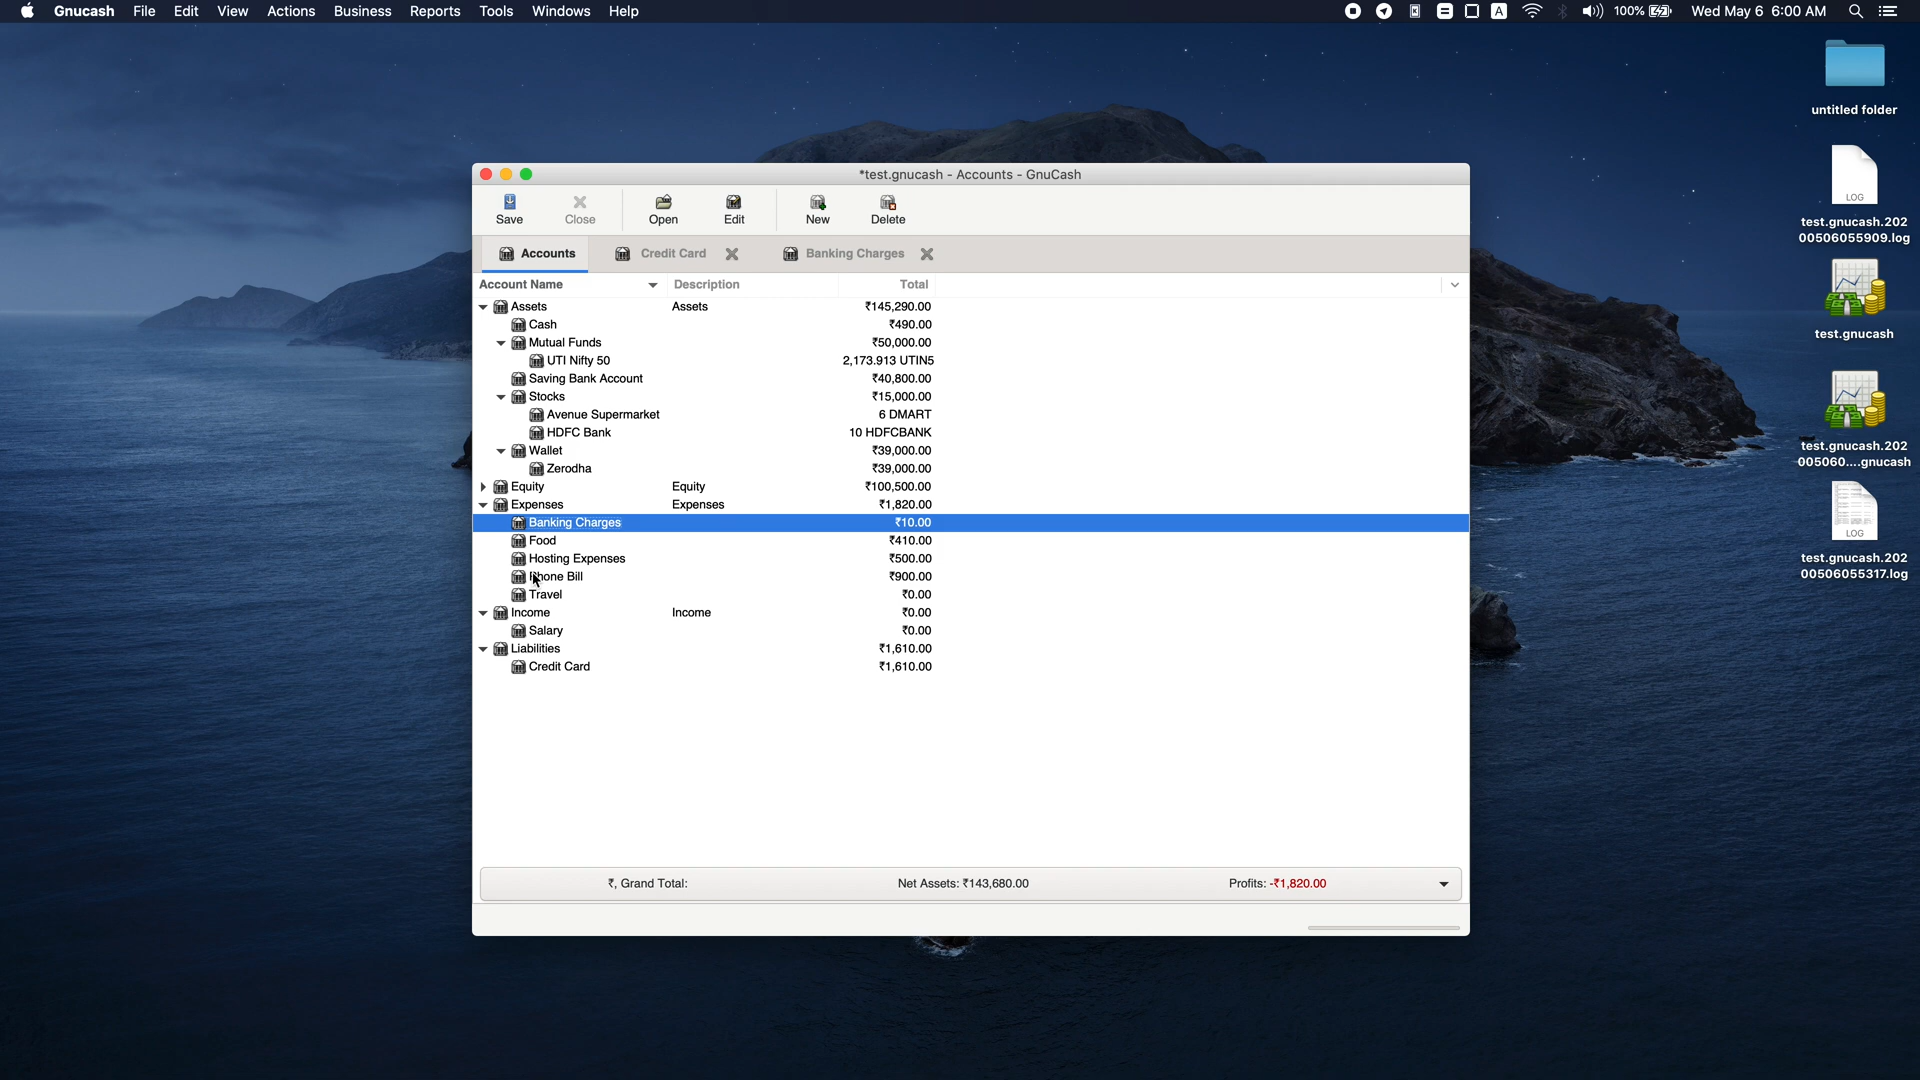 Gnucash File Edit View Actions Business Reports Tools Windows Help
A 100% Wed May 6 6:00 AM
untitled folder
LOG
test.gnucash.202
00506055909.log
test.gnucash
test.gnucash.202
005060....gnucash
LOG
test.gnucash.202
00506055317.log
*test.gnucash - Accounts - GnuCash
Save Close Open Edit New Delete
Accounts Credit Card Banking Charges
Account Name Description Total
Assets Assets ₹145,290.00
Cash ₹490.00
Mutual Funds ₹50,000.00
UTI Nifty 50 2,173.913 UTIN5
Saving Bank Account ₹40,800.00
Stocks ₹15,000.00
Avenue Supermarket 6 DMART
HDFC Bank 10 HDFCBANK
Wallet ₹39,000.00
Zerodha ₹39,000.00
Equity Equity ₹100,500.00
Expenses Expenses ₹1,820.00
Banking Charges ₹10.00
Food ₹410.00
Hosting Expenses ₹500.00
Phone Bill ₹900.00
Travel ₹0.00
Income Income ₹0.00
Salary ₹0.00
Liabilities ₹1,610.00
Credit Card ₹1,610.00
₹, Grand Total: Net Assets: ₹143,680.00 Profits: -₹1,820.00